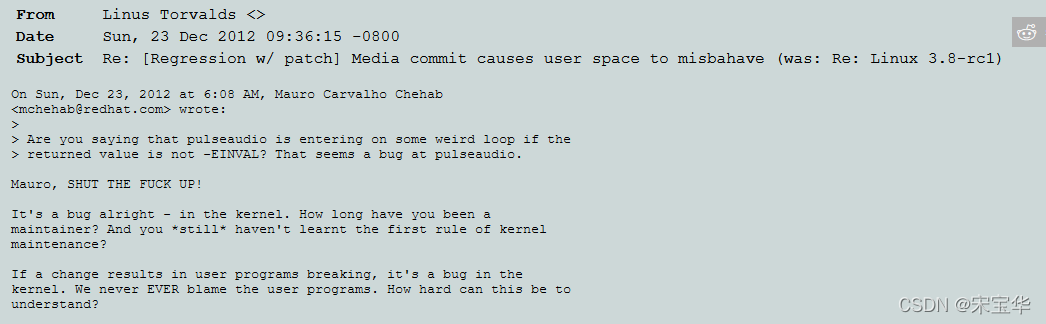 From Linus Torvalds <>
Date Sun, 23 Dec 2012 09:36:15 -0800
Subject Re: [Regression w/ patch] Media commit causes user space to misbahave (was: Re: Linux 3.8-rc1)
On Sun, Dec 23, 2012 at 6:08 AM, Mauro Carvalho Chehab
<mchehab@redhat.com> wrote:
>
> Are you saying that pulseaudio is entering on some weird loop if the
> returned value is not -EINVAL? That seems a bug at pulseaudio.
Mauro, SHUT THE FUCK UP!
It's a bug alright - in the kernel. How long have you been a
maintainer? And you *still* haven't learnt the first rule of kernel
maintenance?
If a change results in user programs breaking, it's a bug in the
kernel. We never EVER blame the user programs. How hard can this be to
understand?
CSDN @宋宝华